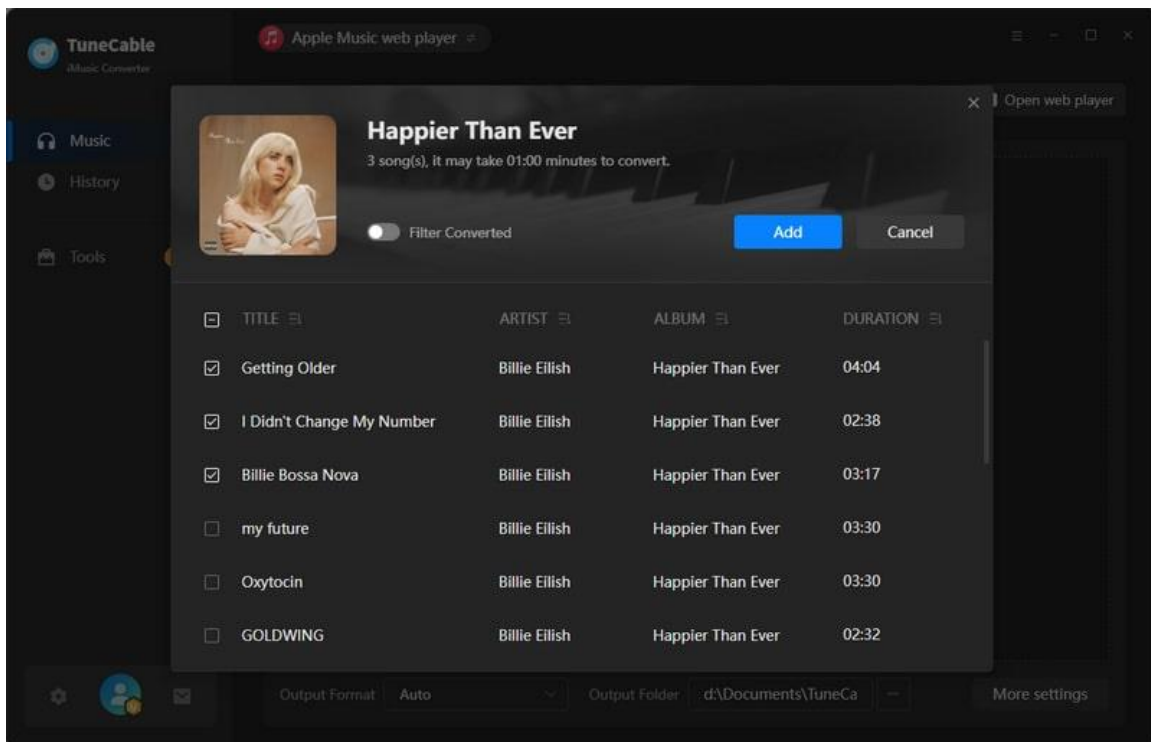 TuneCable
iMusic Converter
Apple Music web player
Open web player
Music
History
Tools
Happier Than Ever
3 song(s), it may take 01:00 minutes to convert.
Filter Converted
Add
Cancel
TITLE ARTIST ALBUM DURATION
Getting Older Billie Eilish Happier Than Ever 04:04
I Didn't Change My Number Billie Eilish Happier Than Ever 02:38
Billie Bossa Nova Billie Eilish Happier Than Ever 03:17
my future Billie Eilish Happier Than Ever 03:30
Oxytocin Billie Eilish Happier Than Ever 03:30
GOLDWING Billie Eilish Happier Than Ever 02:32
Output Format Auto Output Folder d:\Documents\TuneCa ... More settings